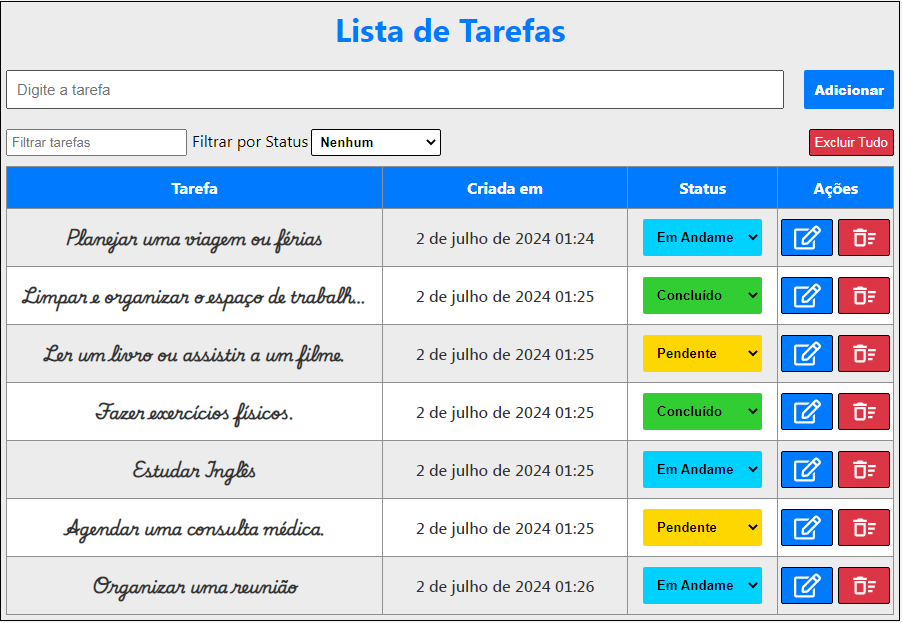 Lista de Tarefas
Digite a tarefa
Adicionar
Filtrar tarefas Filtrar por Status Nenhum Excluir Tudo
Tarefa Criada em Status Ações
Planejar uma viagem ou férias 2 de julho de 2024 01:24 Em Andame
Limpar e organizar o espaço de trabalh... 2 de julho de 2024 01:25 Concluído
Ler um livro ou assistir a um filme. 2 de julho de 2024 01:25 Pendente
Fazer exercícios físicos. 2 de julho de 2024 01:25 Concluído
Estudar Inglês 2 de julho de 2024 01:25 Em Andame
Agendar uma consulta médica. 2 de julho de 2024 01:25 Pendente
Organizar uma reunião 2 de julho de 2024 01:26 Em Andame